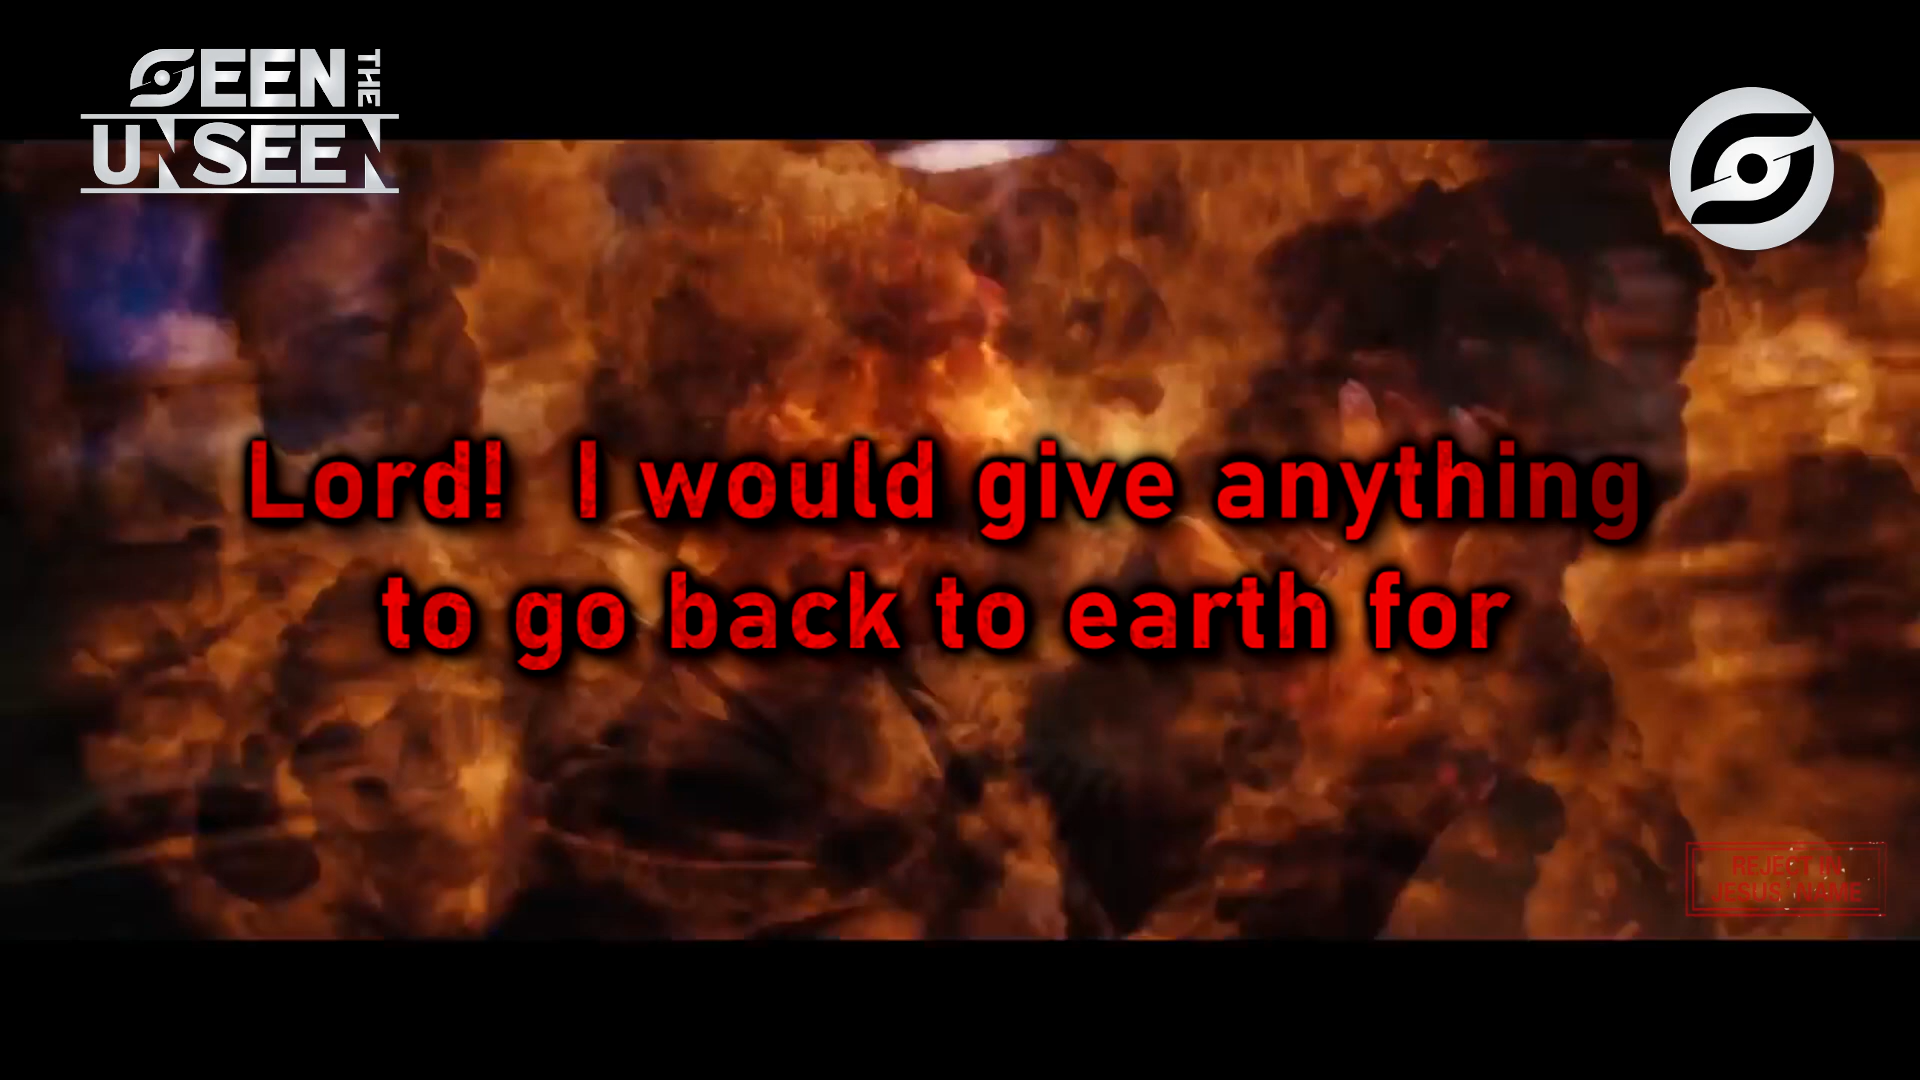 SEEN THE
UNSEEN
Lord! I would give anything
to go back to earth for
REJECT IN
JESUS' NAME